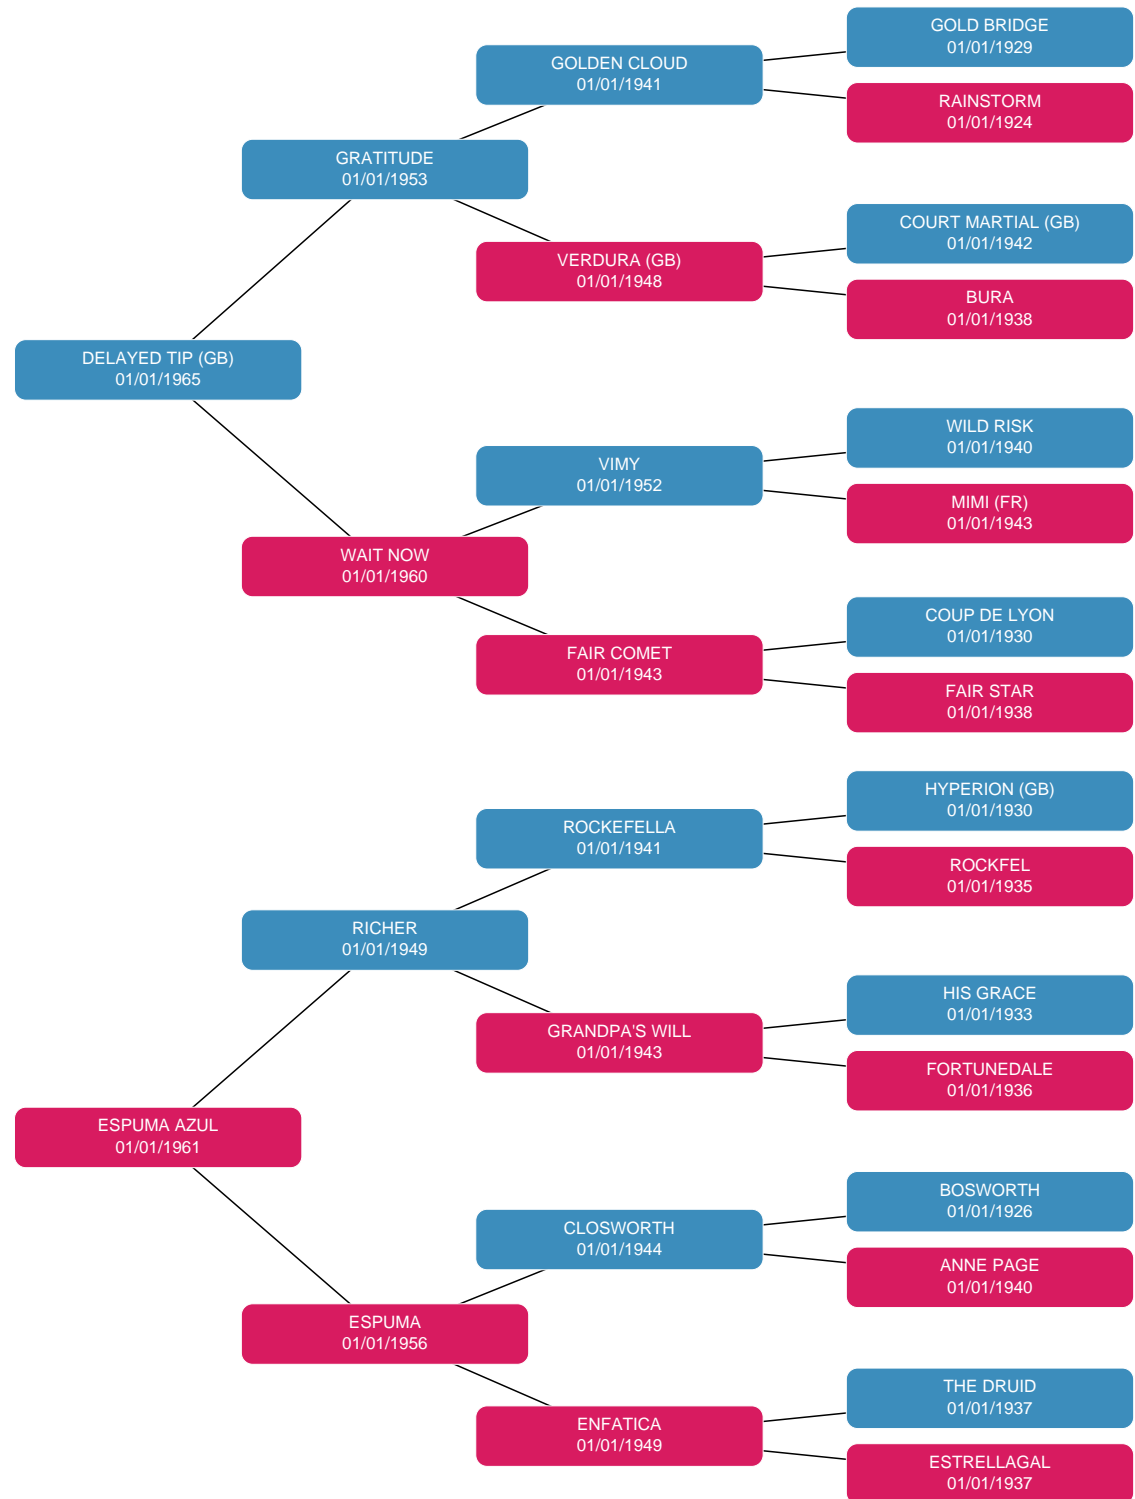 GOLD BRIDGE
01/01/1929
GOLDEN CLOUD
01/01/1941
RAINSTORM
01/01/1924
GRATITUDE
01/01/1953
COURT MARTIAL (GB)
01/01/1942
VERDURA (GB)
01/01/1948
BURA
01/01/1938
DELAYED TIP (GB)
01/01/1965
WILD RISK
01/01/1940
VIMY
01/01/1952
MIMI (FR)
01/01/1943
WAIT NOW
01/01/1960
COUP DE LYON
01/01/1930
FAIR COMET
01/01/1943
FAIR STAR
01/01/1938
HYPERION (GB)
01/01/1930
ROCKEFELLA
01/01/1941
ROCKFEL
01/01/1935
RICHER
01/01/1949
HIS GRACE
01/01/1933
GRANDPA'S WILL
01/01/1943
FORTUNEDALE
01/01/1936
ESPUMA AZUL
01/01/1961
BOSWORTH
01/01/1926
CLOSWORTH
01/01/1944
ANNE PAGE
01/01/1940
ESPUMA
01/01/1956
THE DRUID
01/01/1937
ENFATICA
01/01/1949
ESTRELLAGAL
01/01/1937